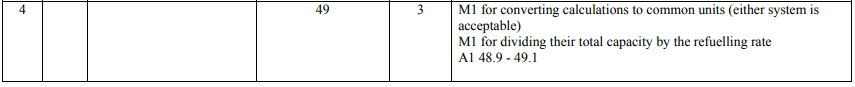 4 49 3 M1 for converting calculations to common units (either system is
acceptable)
M1 for dividing their total capacity by the refuelling rate
A1 48.9 - 49.1